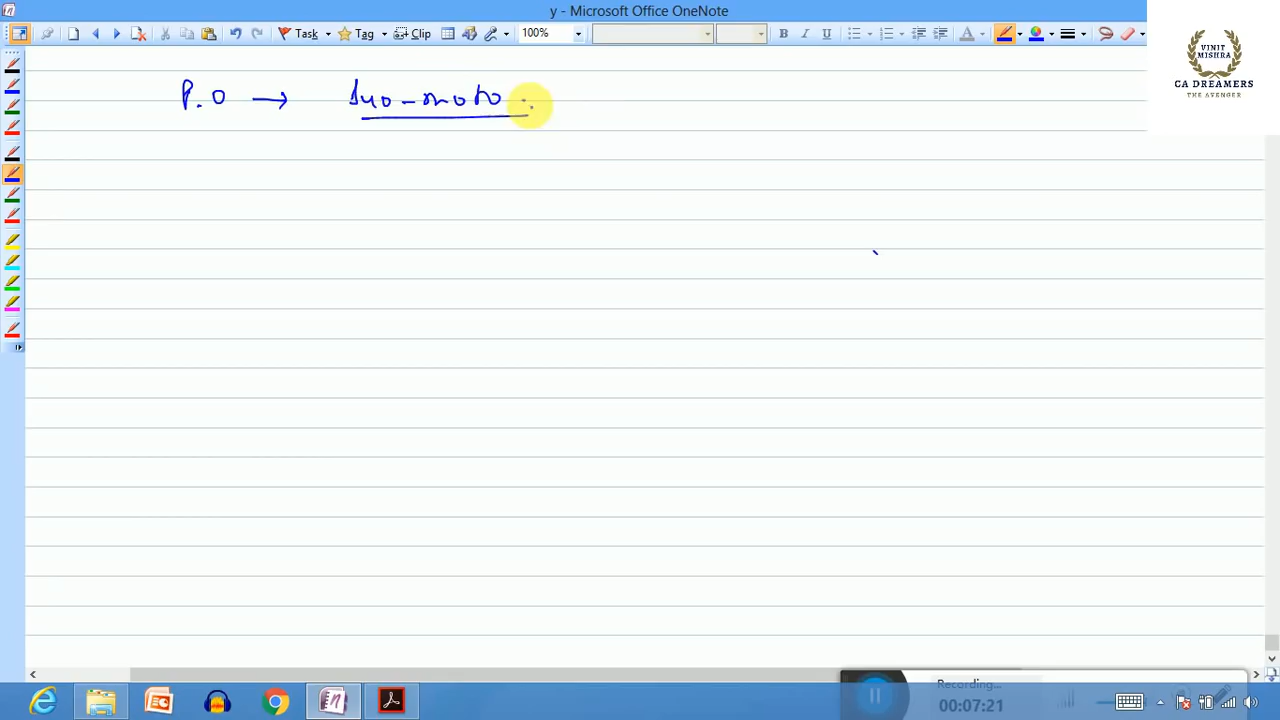 y - Microsoft Office OneNote
Task Tag Clip 100% B I U A
VINIT
MISHRA
CA DREAMERS
THE AVENGER
P.O → Suo-moto
Recording...
00:07:21